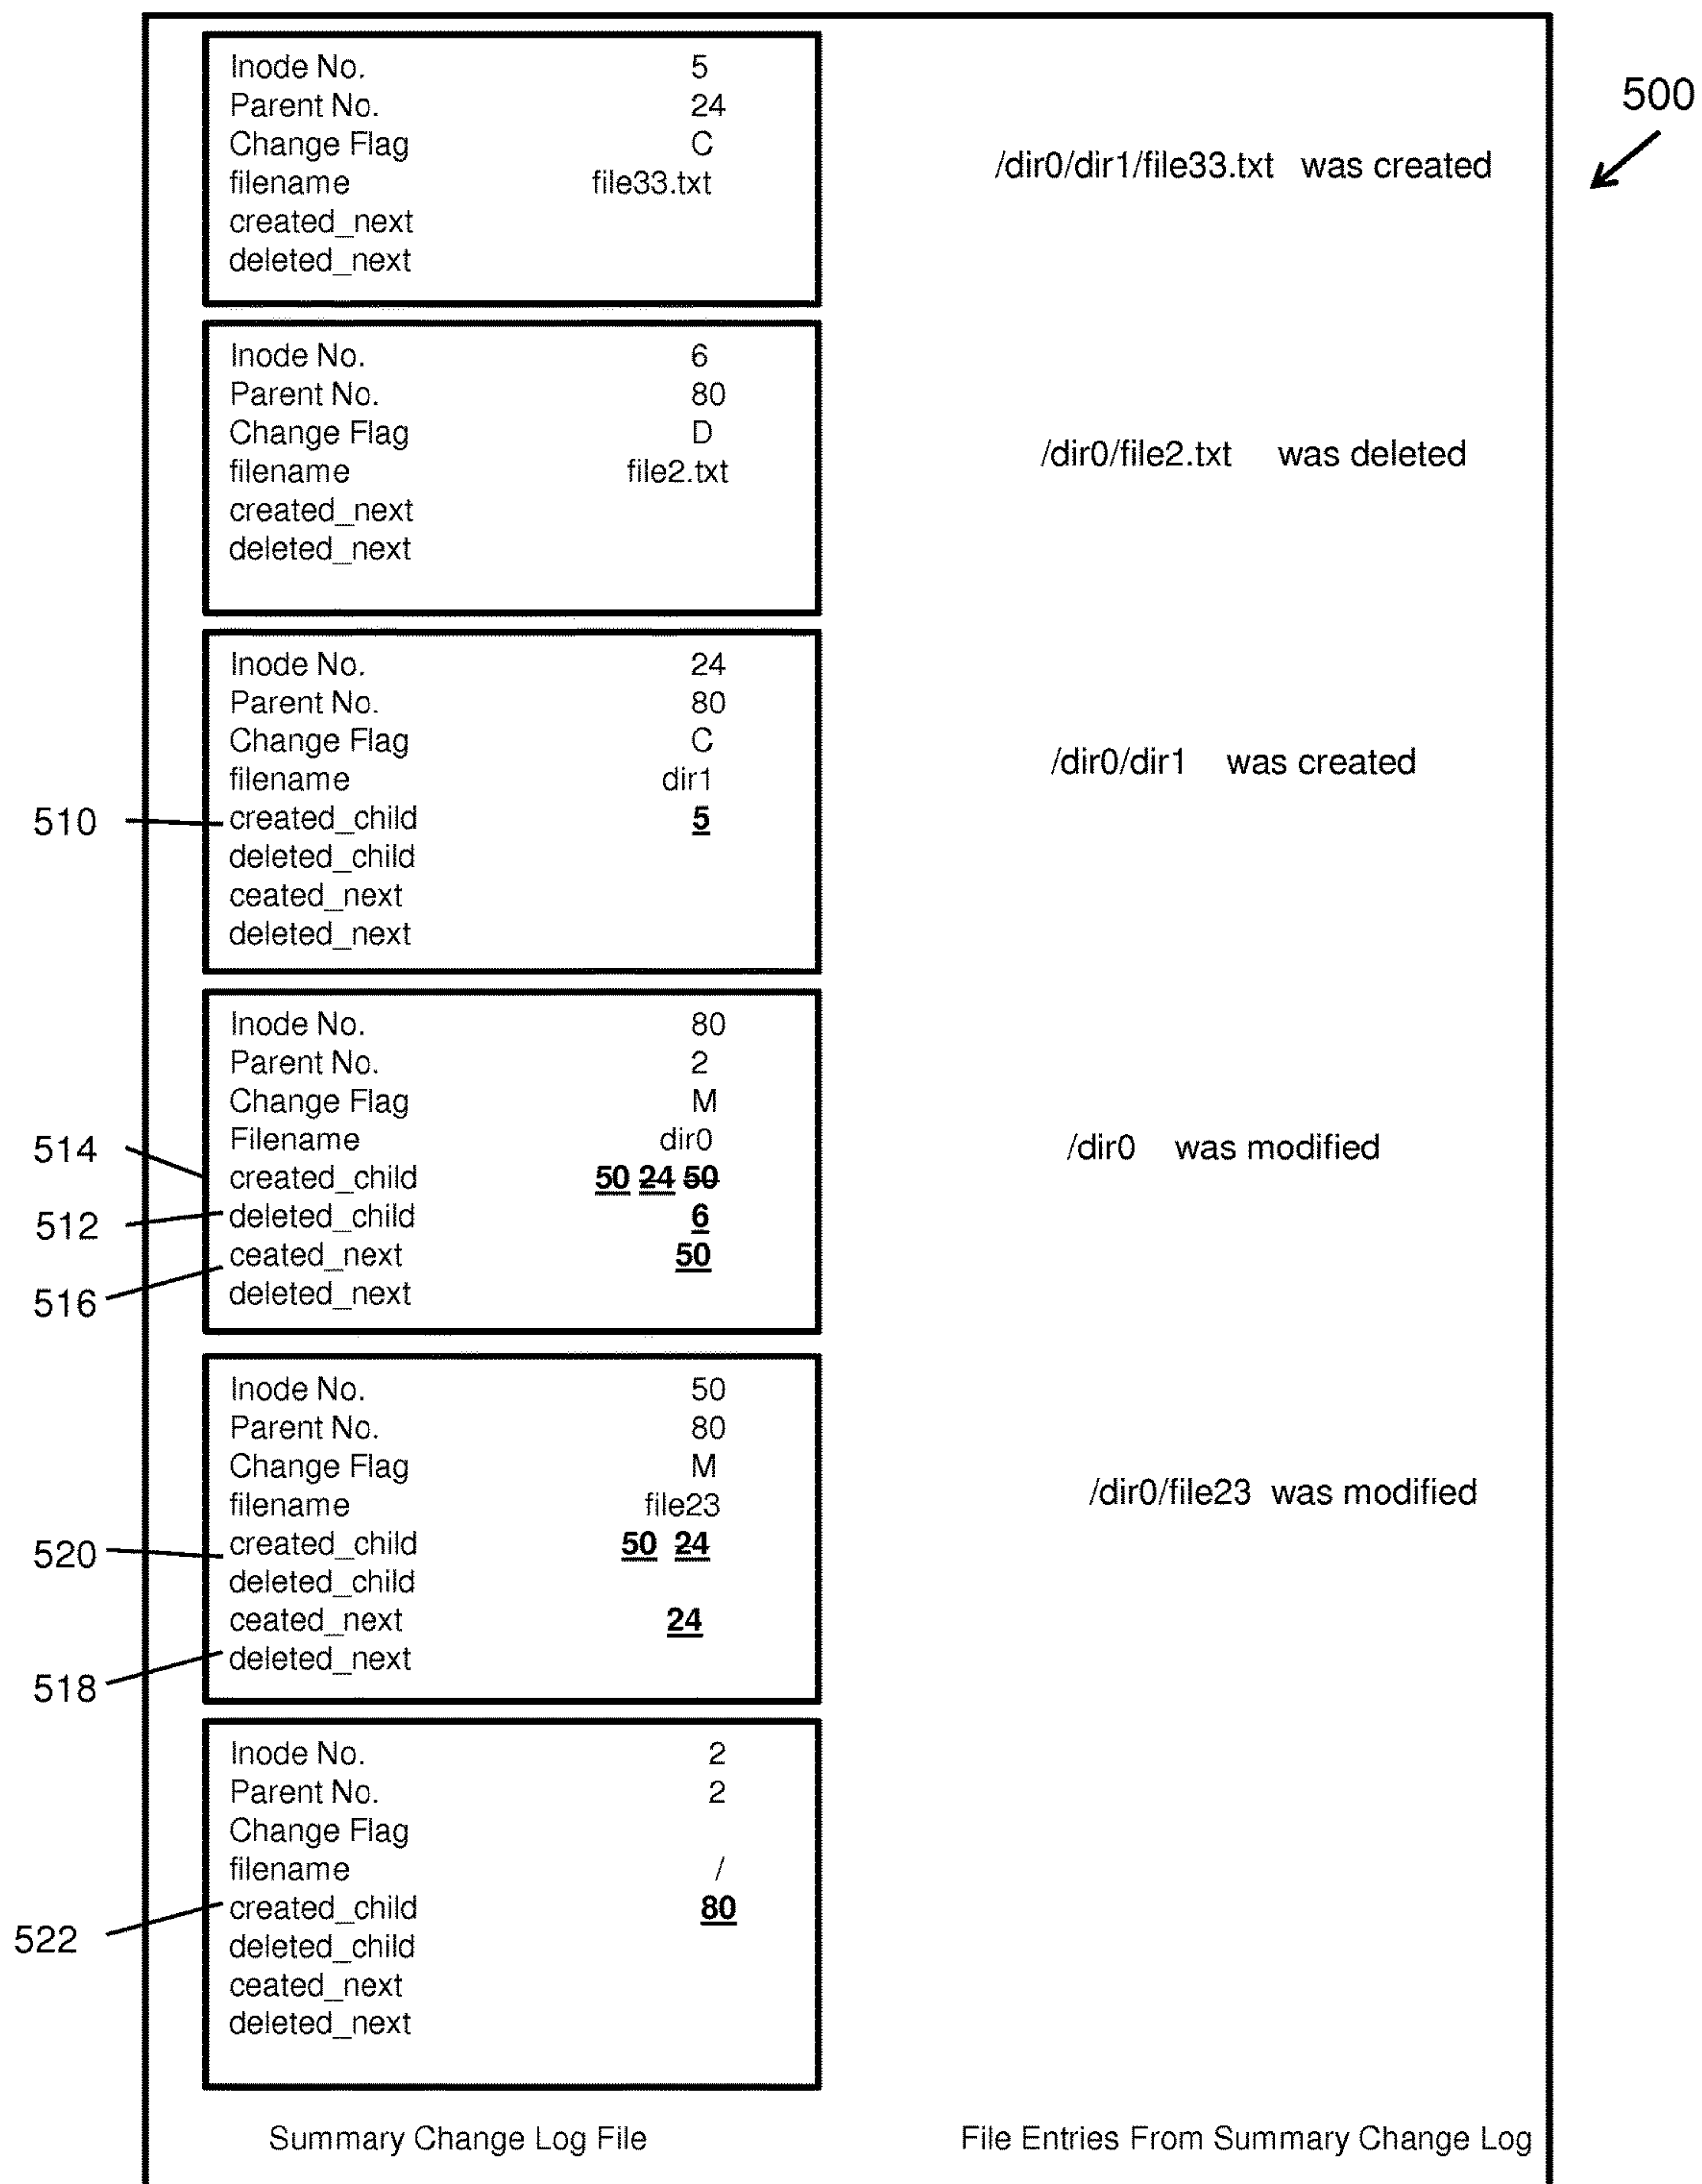 500
Inode No. 5
Parent No. 24
Change Flag C
filename file33.txt
created_next
deleted_next
/dir0/dir1/file33.txt was created
Inode No. 6
Parent No. 80
Change Flag D
filename file2.txt
created_next
deleted_next
/dir0/file2.txt was deleted
Inode No. 24
Parent No. 80
Change Flag C
filename dir1
510 created_child 5
deleted_child
ceated_next
deleted_next
/dir0/dir1 was created
Inode No. 80
Parent No. 2
Change Flag M
Filename dir0
514 created_child 50 24 50
512 deleted_child 6
516 ceated_next 50
deleted_next
/dir0 was modified
Inode No. 50
Parent No. 80
Change Flag M
filename file23
520 created_child 50 24
deleted_child
ceated_next 24
518 deleted_next
/dir0/file23 was modified
Inode No. 2
Parent No. 2
Change Flag
filename /
522 created_child 80
deleted_child
ceated_next
deleted_next
Summary Change Log File
File Entries From Summary Change Log